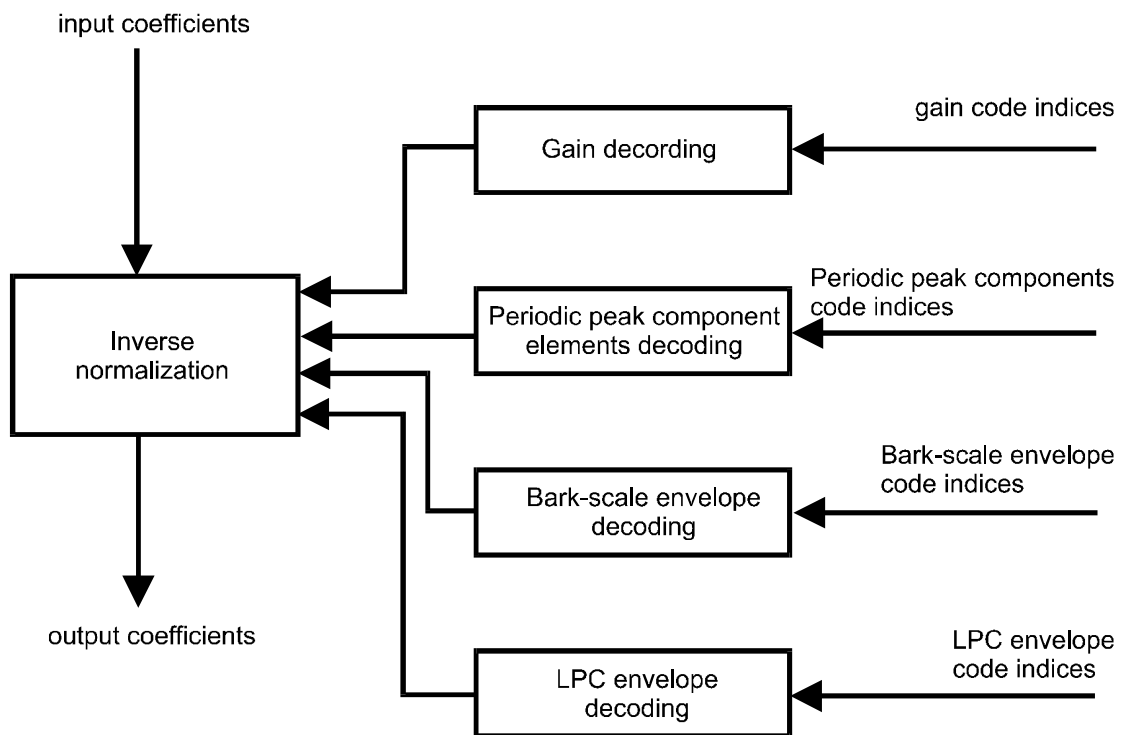 input coefficients
gain code indices
Gain decording
Periodic peak components
code indices
Periodic peak component
elements decoding
Inverse
normalization
Bark-scale envelope
code indices
Bark-scale envelope
decoding
output coefficients
LPC envelope
code indices
LPC envelope
decoding